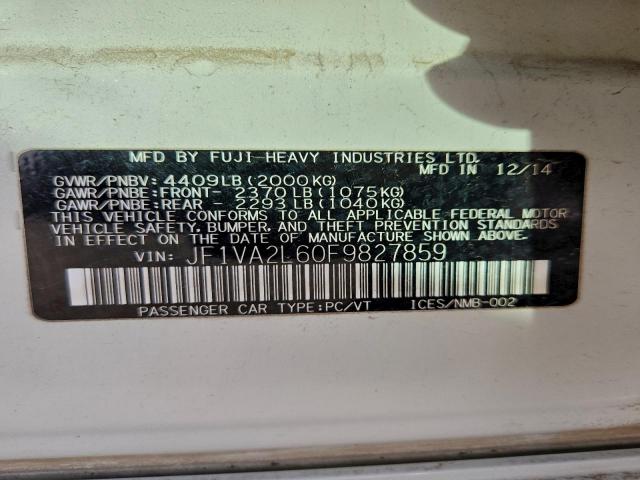 MFD BY FUJI-HEAVY INDUSTRIES LTD.
MFD IN 12/14
GVWR/PNBV: 4409LB(2000KG)
GAWR/PNBE:FRONT- 2370LB(1075KG)
GAWR/PNBE:REAR - 2293LB(1040KG)
THIS VEHICLE CONFORMS TO ALL APPLICABLE FEDERAL MOTOR
VEHICLE SAFETY, BUMPER, AND THEFT PREVENTION STANDARDS
IN EFFECT ON THE DATE OF MANUFACTURE SHOWN ABOVE.
VIN: JF1VA2L60F9827859
PASSENGER CAR TYPE:PC/VT ICES/NMB-002